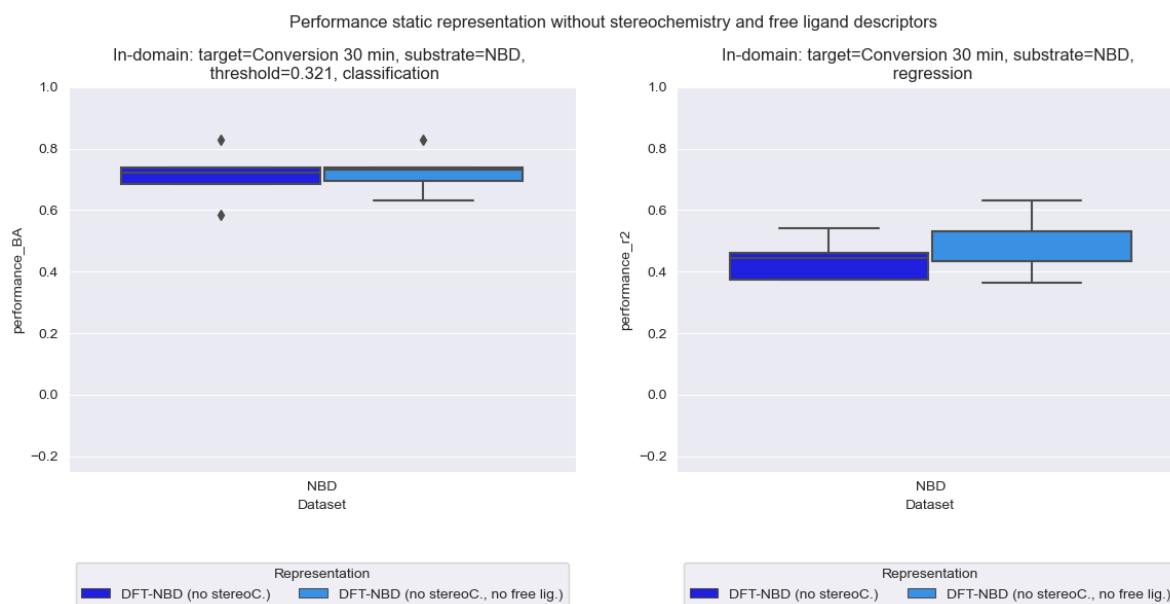 Performance static representation without stereochemistry and free ligand descriptors
In-domain: target=Conversion 30 min, substrate=NBD,
threshold=0.321, classification
1.0
0.8
0.6
0.4
0.2
0.0
−0.2
performance_BA
NBD
Dataset
Representation
DFT-NBD (no stereoC.)
DFT-NBD (no stereoC., no free lig.)
In-domain: target=Conversion 30 min, substrate=NBD,
regression
1.0
0.8
0.6
0.4
0.2
0.0
−0.2
performance_r2
NBD
Dataset
Representation
DFT-NBD (no stereoC.)
DFT-NBD (no stereoC., no free lig.)